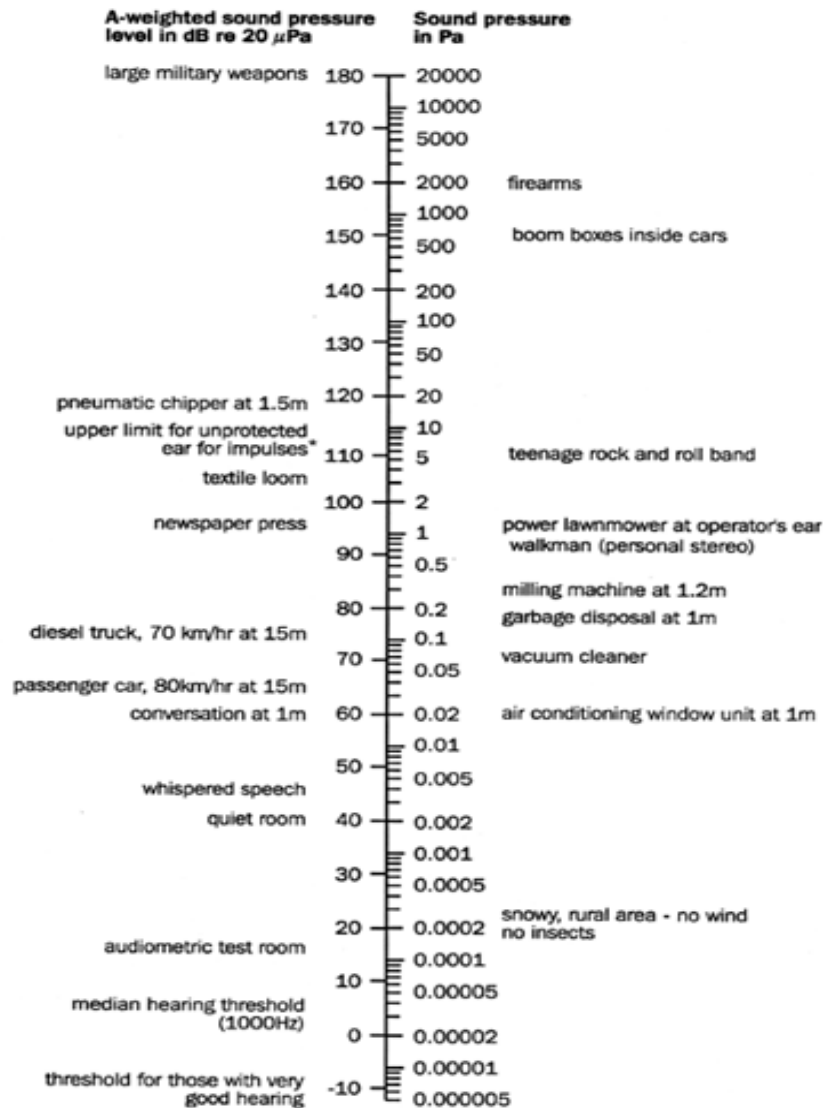 A-weighted sound pressure
level in dB re 20 μPa
Sound pressure
in Pa
large military weapons 180 20000
10000
170
5000
160 2000 firearms
1000
150 boom boxes inside cars
500
140 200
100
130
50
pneumatic chipper at 1.5m 120 20
upper limit for unprotected
ear for impulses*
10
110 5 teenage rock and roll band
textile loom
100 2
newspaper press
1 power lawnmower at operator's ear
walkman (personal stereo)
90
0.5
milling machine at 1.2m
80 0.2
garbage disposal at 1m
diesel truck, 70 km/hr at 15m 0.1
70 vacuum cleaner
0.05
passenger car, 80km/hr at 15m
conversation at 1m 60 0.02 air conditioning window unit at 1m
0.01
50
0.005
whispered speech
quiet room 40 0.002
0.001
30
0.0005
snowy, rural area - no wind
no insects
20 0.0002
audiometric test room
0.0001
10
0.00005
median hearing threshold
(1000Hz)
0 0.00002
0.00001
threshold for those with very
good hearing
-10
0.000005